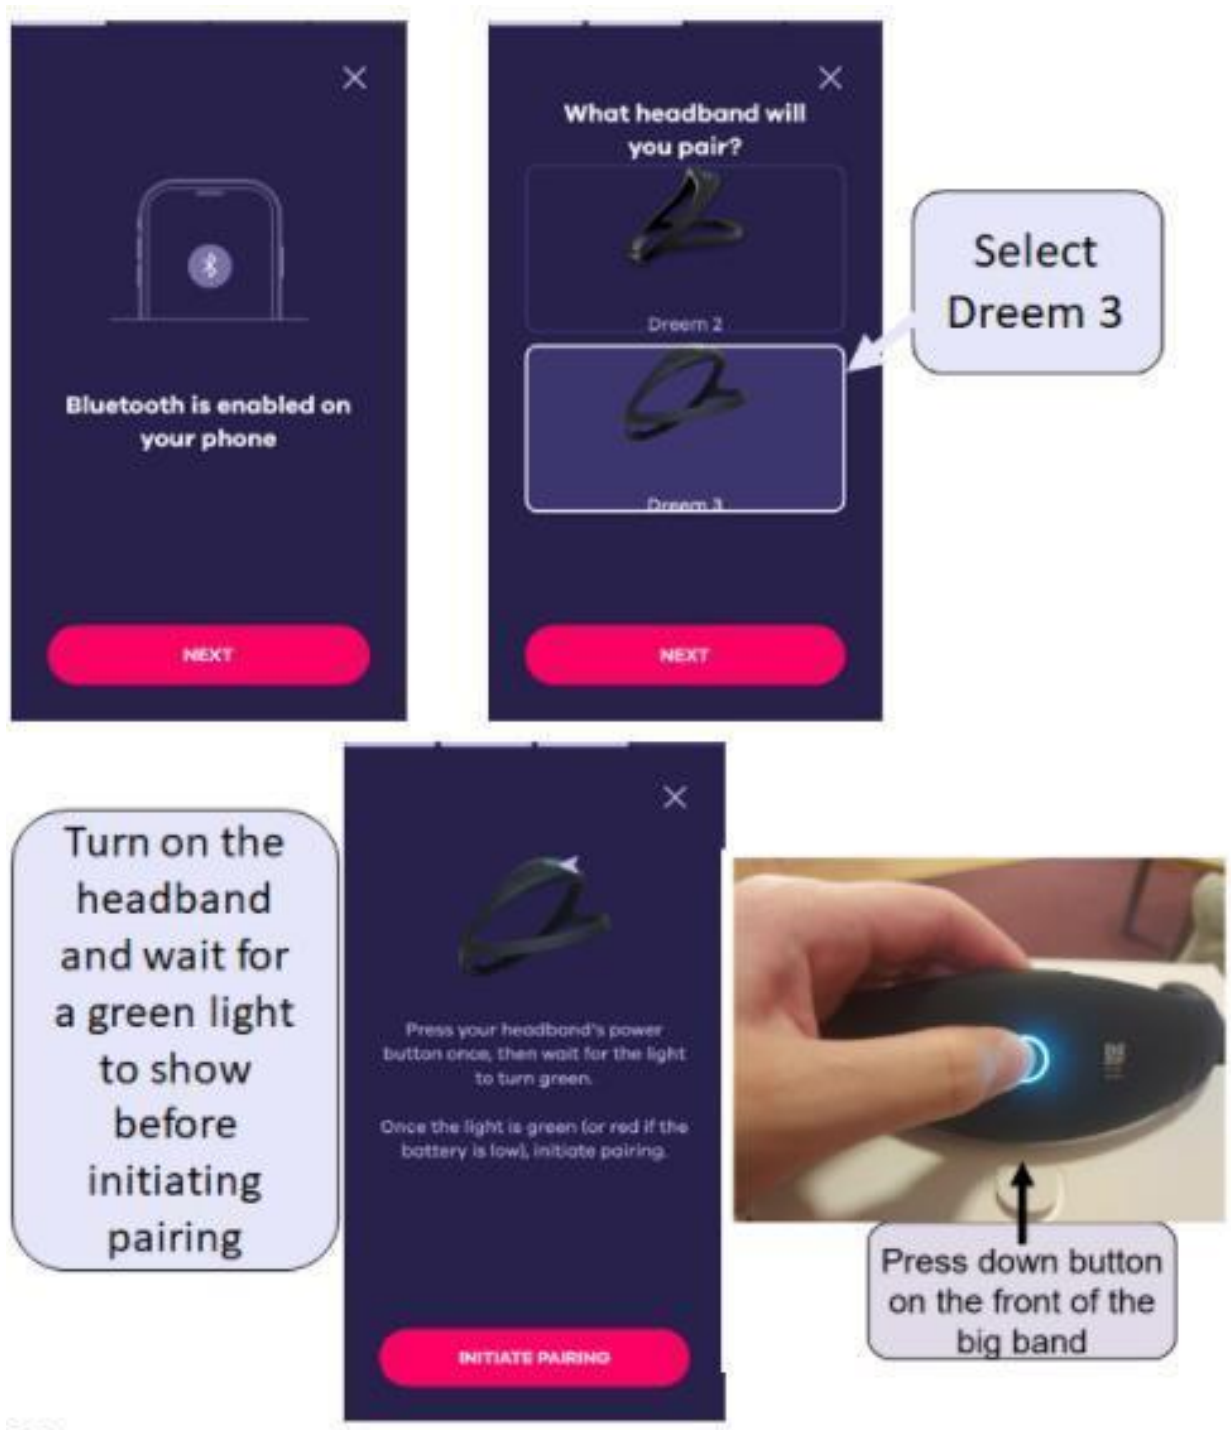 Bluetooth is enabled on
your phone
NEXT
What headband will
you pair?
Dreem 2
Dreem 3
NEXT
Select
Dreem 3
Turn on the
headband
and wait for
a green light
to show
before
initiating
pairing
Press your headband's power
button once, then wait for the light
to turn green.
Once the light is green (or red if the
battery is low), initiate pairing.
INITIATE PAIRING
Press down button
on the front of the
big band